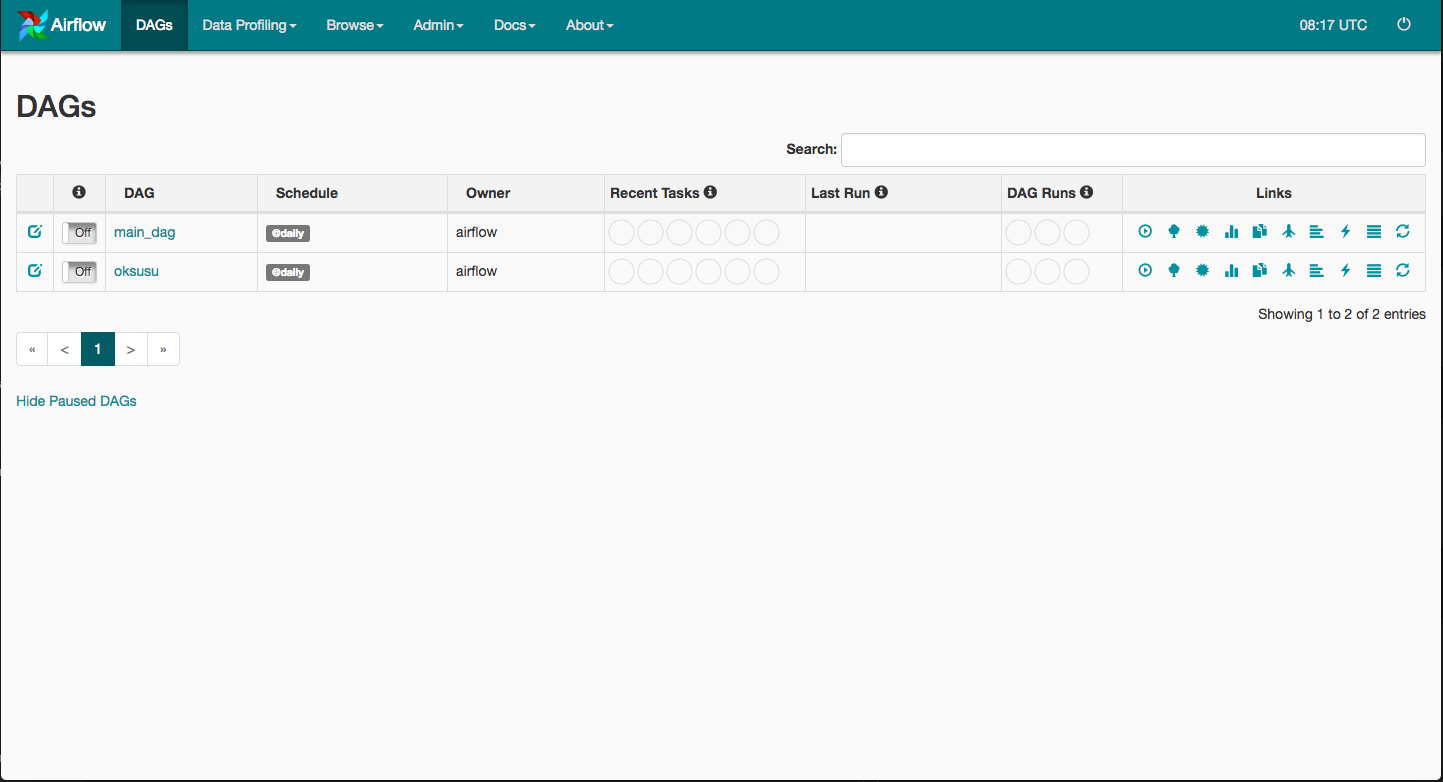 Airflow DAGs Data Profiling Browse Admin Docs About 08:17 UTC
DAGs
Search:
DAG Schedule Owner Recent Tasks Last Run DAG Runs Links
Off main_dag @daily airflow
Off oksusu @daily airflow
Showing 1 to 2 of 2 entries
« < 1 > »
Hide Paused DAGs